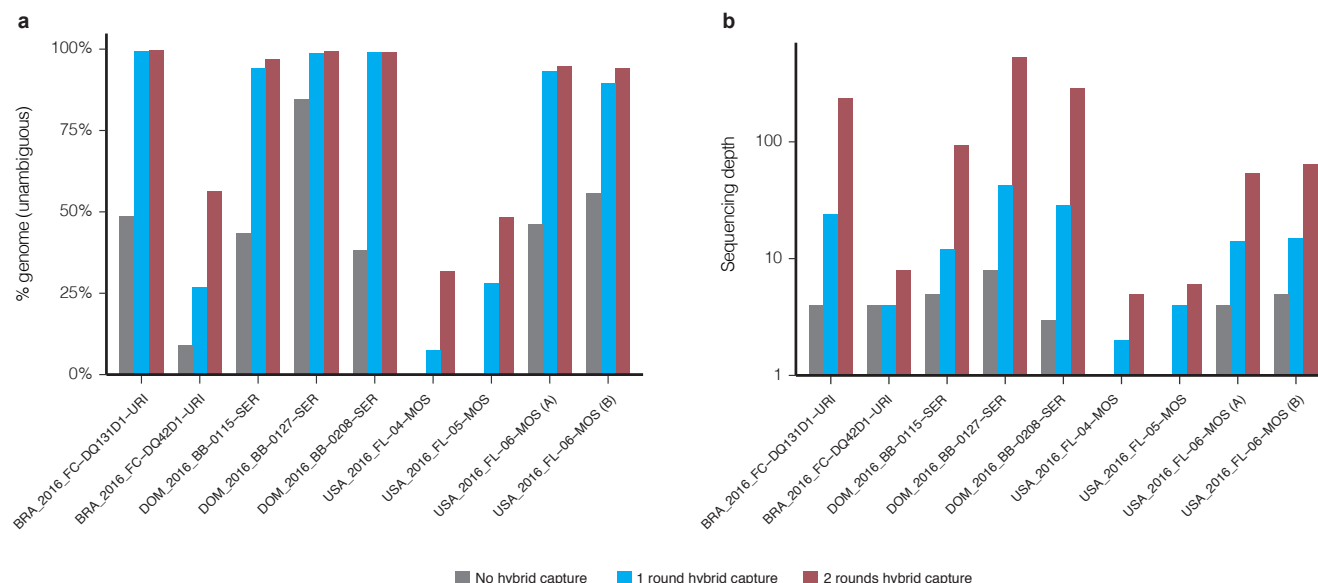 a
% genome (unambiguous)
100%
75%
50%
25%
0%
BRA_2016_FC–DQ131D1–URI
BRA_2016_FC–DQ42D1–URI
DOM_2016_BB–0115–SER
DOM_2016_BB–0127–SER
DOM_2016_BB–0208–SER
USA_2016_FL–04–MOS
USA_2016_FL–05–MOS
USA_2016_FL–06–MOS (A)
USA_2016_FL–06–MOS (B)
b
Sequencing depth
100
10
1
BRA_2016_FC–DQ131D1–URI
BRA_2016_FC–DQ42D1–URI
DOM_2016_BB–0115–SER
DOM_2016_BB–0127–SER
DOM_2016_BB–0208–SER
USA_2016_FL–04–MOS
USA_2016_FL–05–MOS
USA_2016_FL–06–MOS (A)
USA_2016_FL–06–MOS (B)
No hybrid capture
1 round hybrid capture
2 rounds hybrid capture